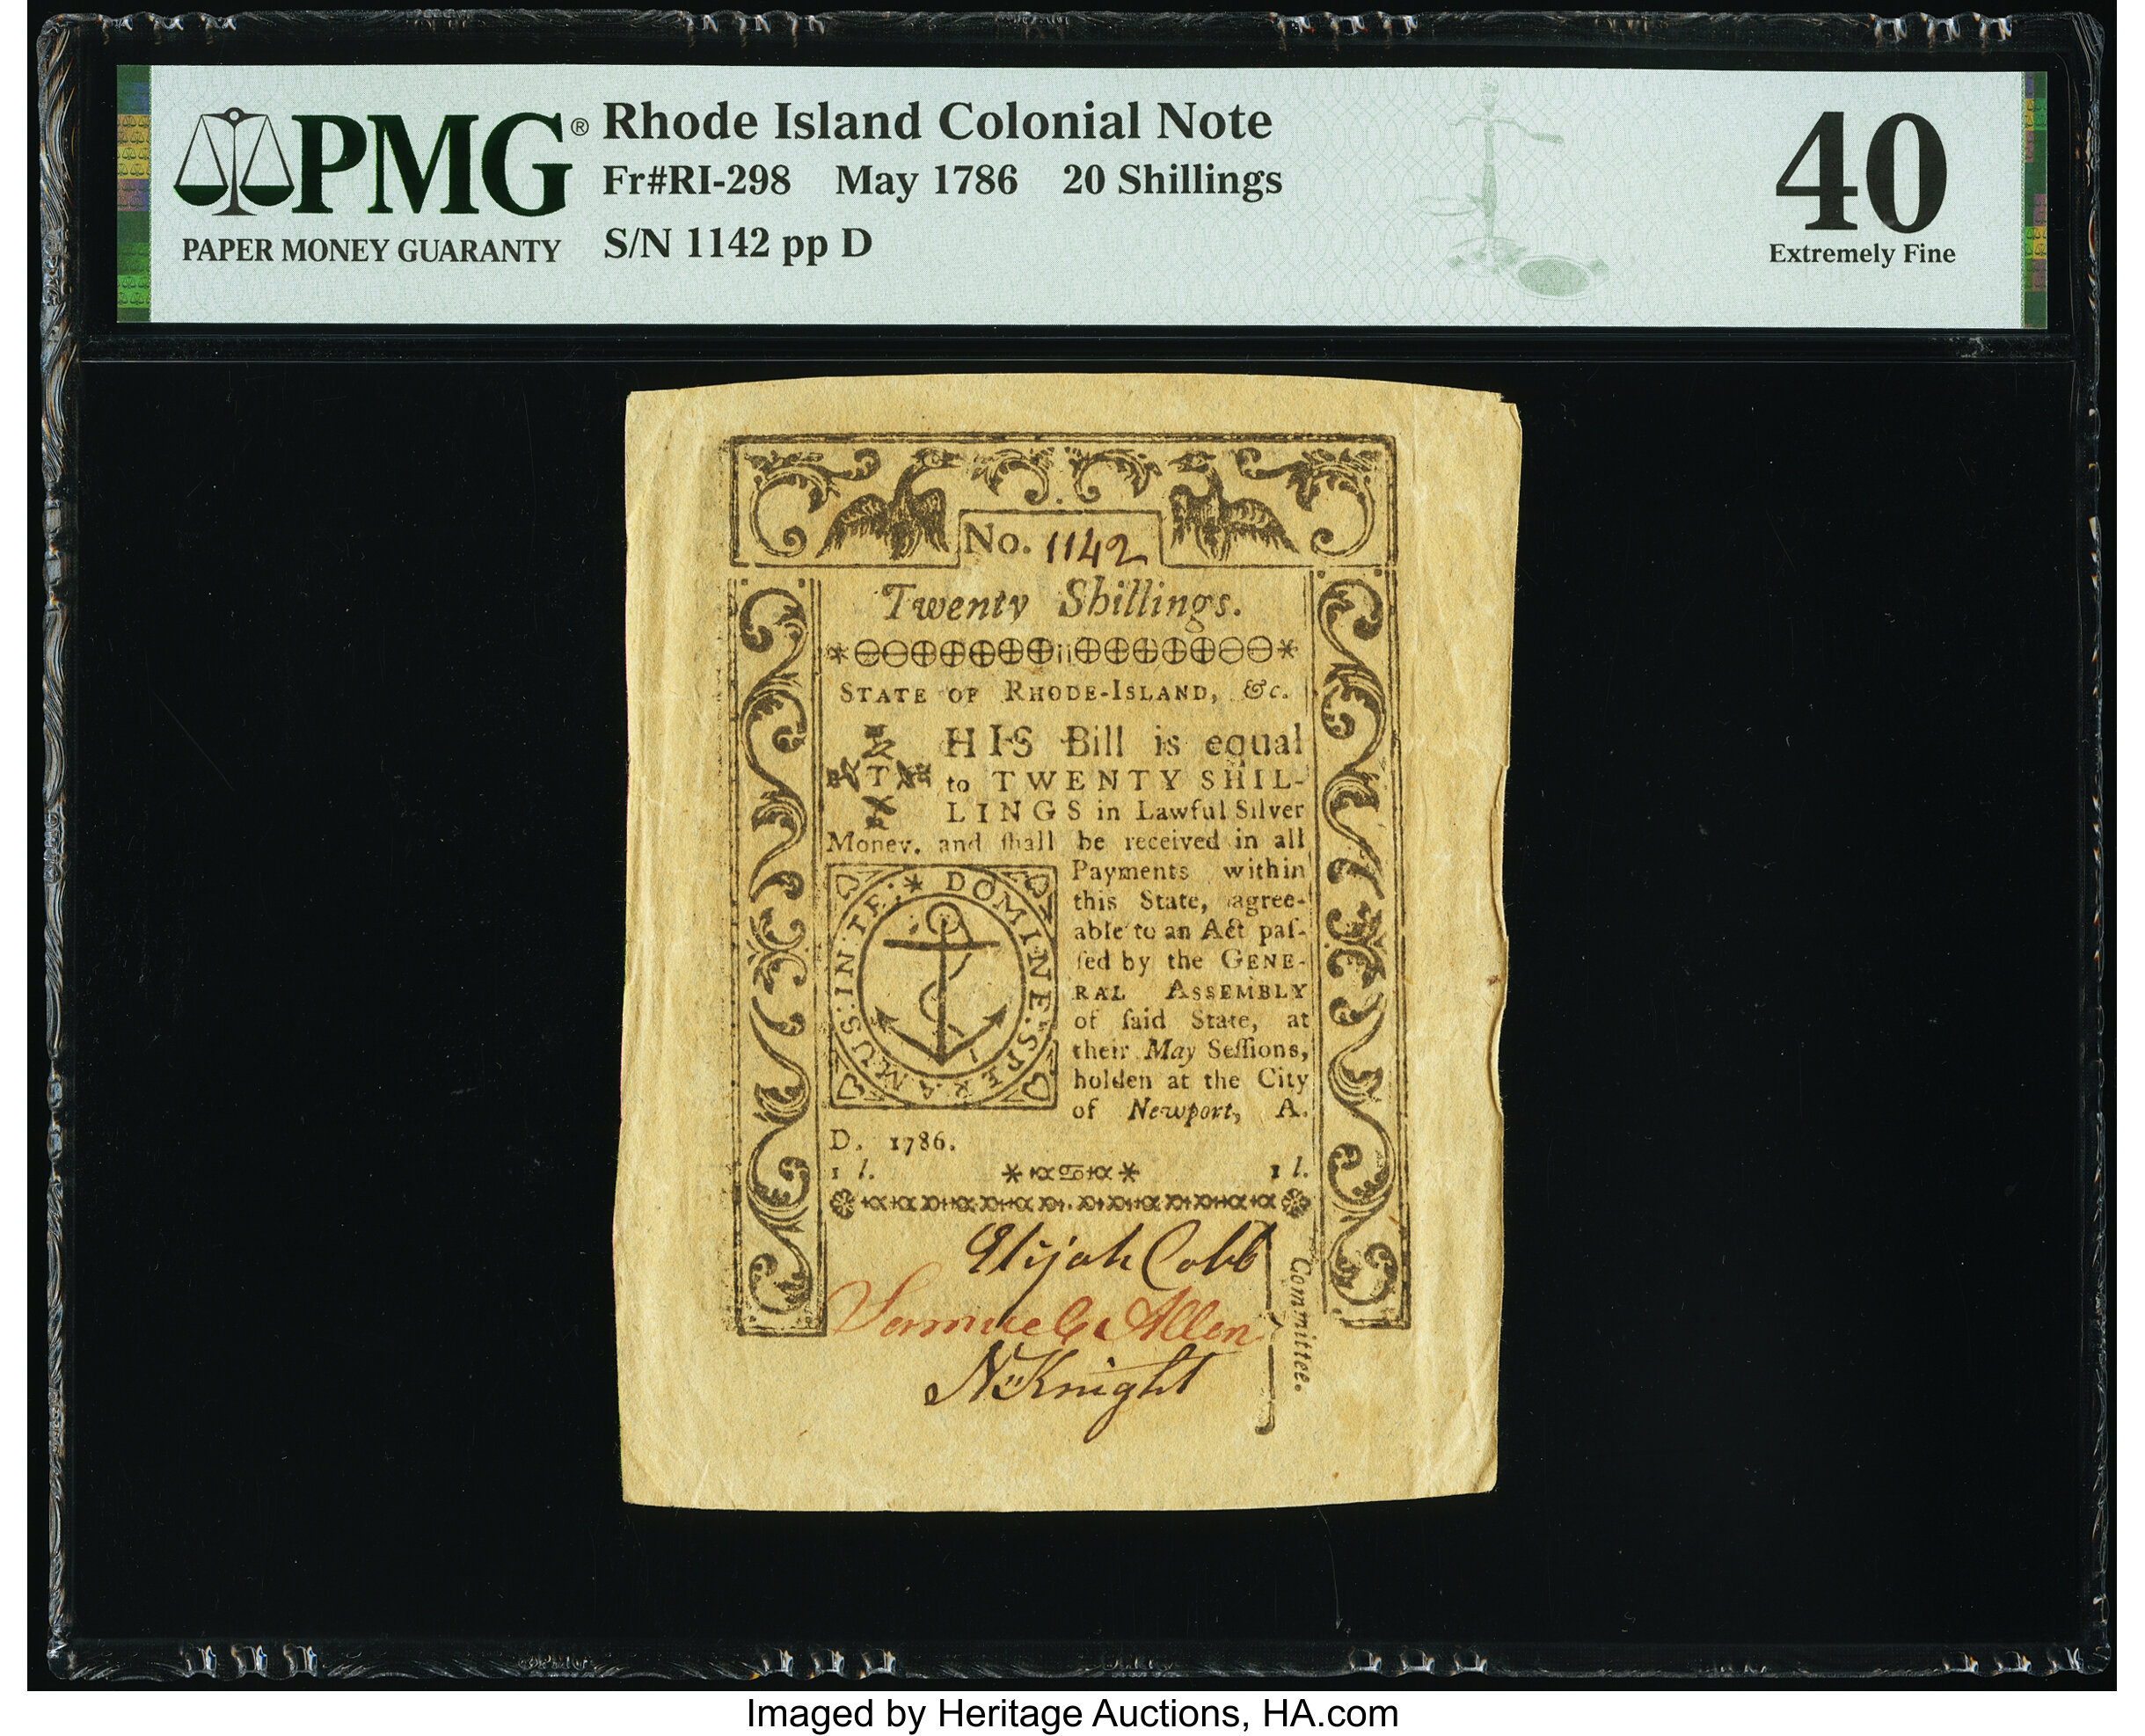 PMG®
PAPER MONEY GUARANTY
Rhode Island Colonial Note
Fr#RI-298 May 1786 20 Shillings
S/N 1142 pp D
40
Extremely Fine
No. 1142
Twenty Shillings.
STATE OF RHODE-ISLAND, &c.
THIS Bill is equal
to TWENTY SHIL-
LINGS in Lawful Silver
Money, and ſhall be received in all
Payments within
this State, agree-
able to an Act paſ-
ſed by the GENE-
RAL ASSEMBLY
of ſaid State, at
their May Seſſions,
holden at the City
of Newport, A.
D. 1786.
DOMINE: SPERAMUS: IN TE:
1 l. 1 l.
Elijah Cobb
Samuel Allen
N Knight
Committee.
Imaged by Heritage Auctions, HA.com